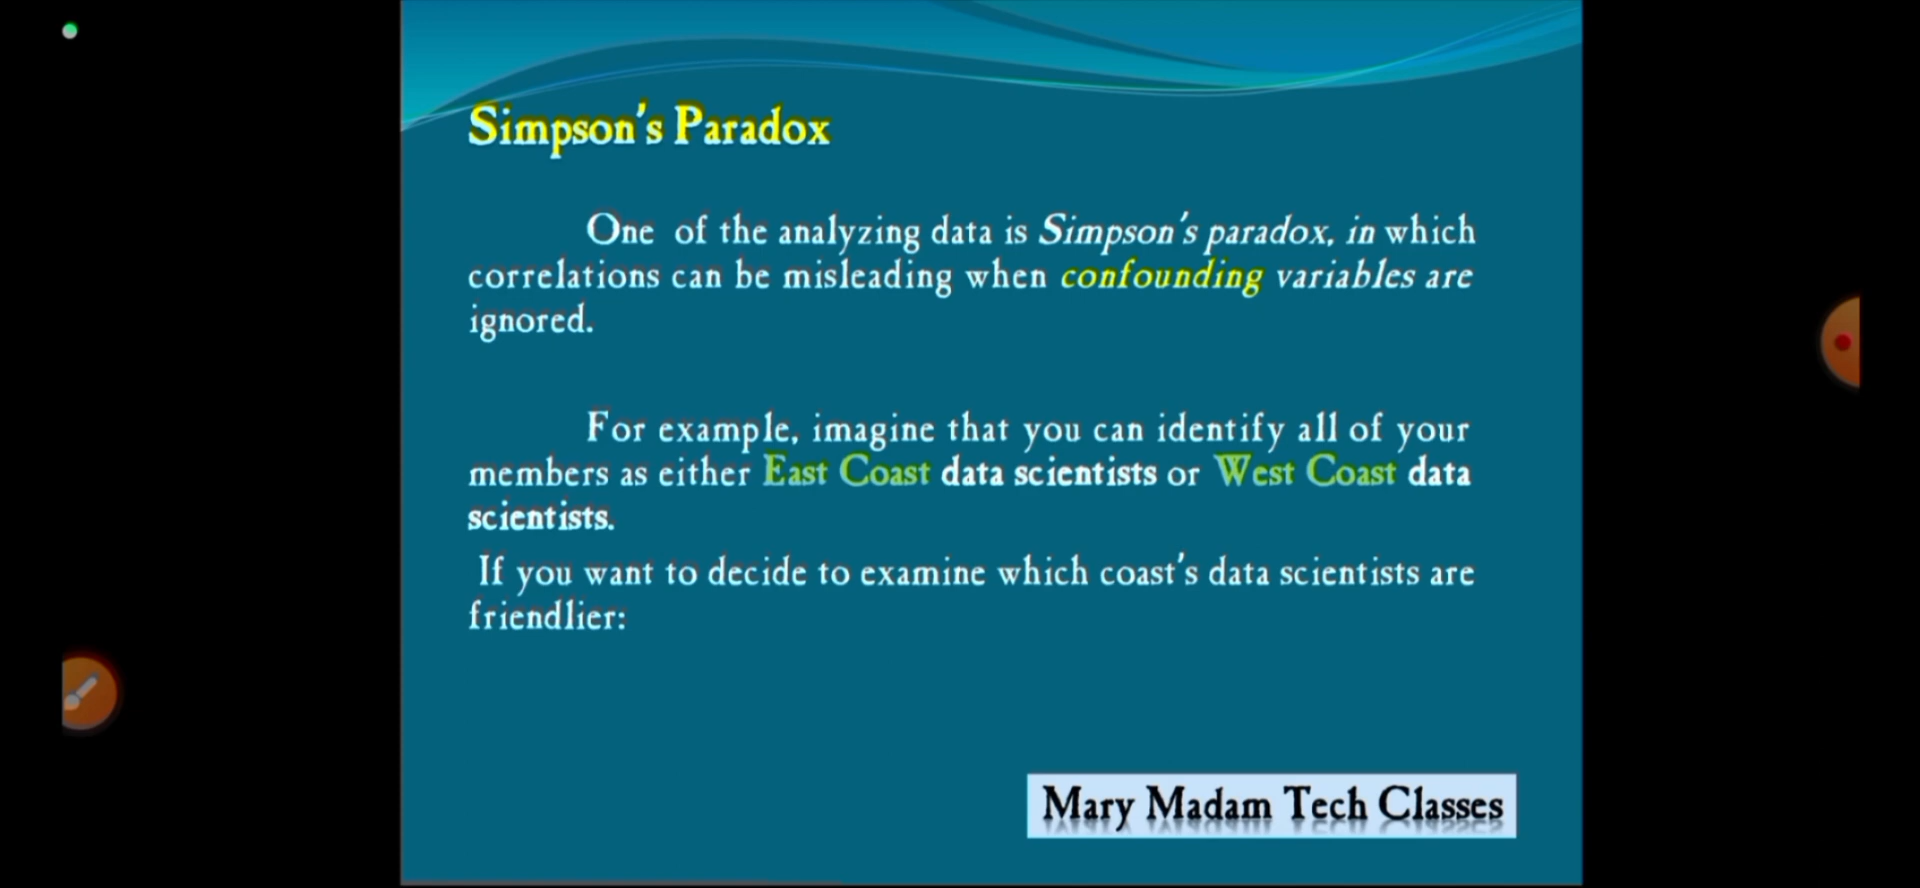 Simpson's Paradox
One of the analyzing data is Simpson's paradox, in which
correlations can be misleading when confounding variables are
ignored.
For example, imagine that you can identify all of your
members as either East Coast data scientists or West Coast data
scientists.
If you want to decide to examine which coast's data scientists are
friendlier:
Mary Madam Tech Classes